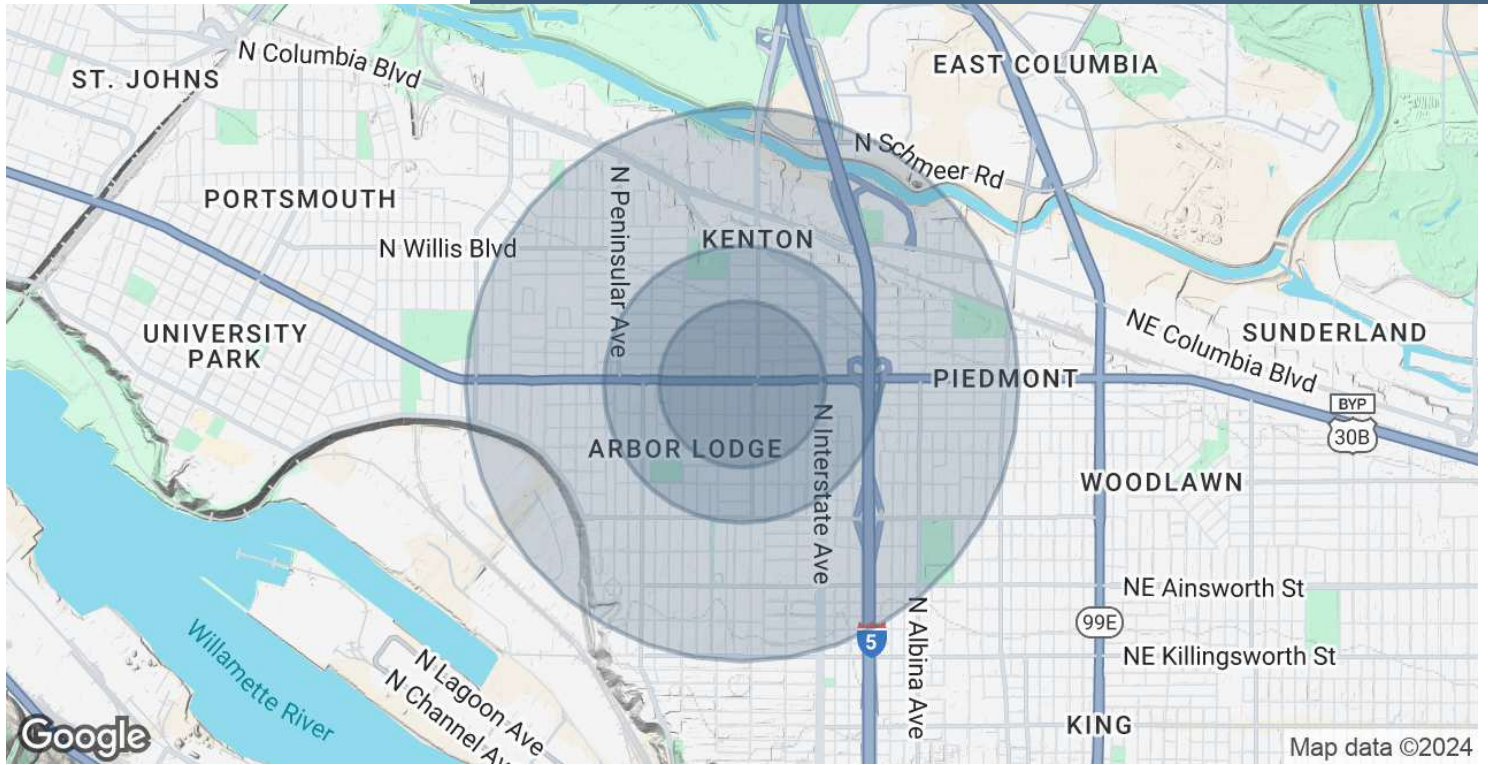 N Columbia Blvd
ST. JOHNS
EAST COLUMBIA
N Schmeer Rd
PORTSMOUTH
N Peninsular Ave
N Willis Blvd
KENTON
UNIVERSITY
PARK
NE Columbia Blvd
SUNDERLAND
PIEDMONT
BYP
30B
ARBOR LODGE
N Interstate Ave
WOODLAWN
NE Ainsworth St
99E
N Albina Ave
5
NE Killingsworth St
Willamette River
N Lagoon Ave
N Channel Av
KING
Google
Map data ©2024